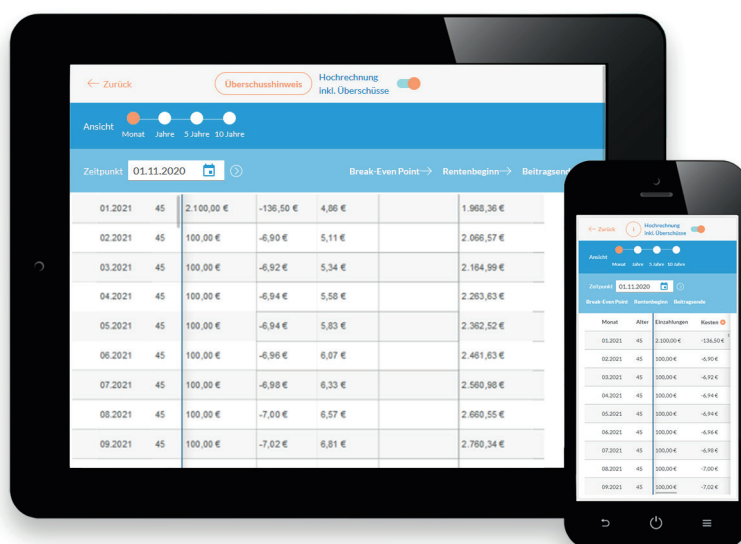 ← Zurück
Überschusshinweis
Hochrechnung
inkl. Überschüsse
Ansicht
Monat Jahre 5 Jahre 10 Jahre
Zeitpunkt 01.11.2020
Break-Even Point → Rentenbeginn → Beitragsend
01.2021 45 2.100,00 € -136,50 € 4,86 € 1.968,36 €
02.2021 45 100,00 € -6,90 € 5,11 € 2.066,57 €
03.2021 45 100,00 € -6,92 € 5,34 € 2.164,99 €
04.2021 45 100,00 € -6,94 € 5,58 € 2.263,63 €
05.2021 45 100,00 € -6,94 € 5,83 € 2.362,52 €
06.2021 45 100,00 € -6,96 € 6,07 € 2.461,63 €
07.2021 45 100,00 € -6,98 € 6,33 € 2.560,98 €
08.2021 45 100,00 € -7,00 € 6,57 € 2.660,55 €
09.2021 45 100,00 € -7,02 € 6,81 € 2.760,34 €
← Zurück
i
Hochrechnung
inkl. Überschüsse
Ansicht
Monat Jahre 5 Jahre 10 Jahre
Zeitpunkt 01.11.2020
Break-Even Point Rentenbeginn Beitragsende
Monat Alter Einzahlungen Kosten
01.2021 45 2.100,00 € -136,50 €
02.2021 45 100,00 € -6,90 €
03.2021 45 100,00 € -6,92 €
04.2021 45 100,00 € -6,94 €
05.2021 45 100,00 € -6,94 €
06.2021 45 100,00 € -6,96 €
07.2021 45 100,00 € -6,98 €
08.2021 45 100,00 € -7,00 €
09.2021 45 100,00 € -7,02 €